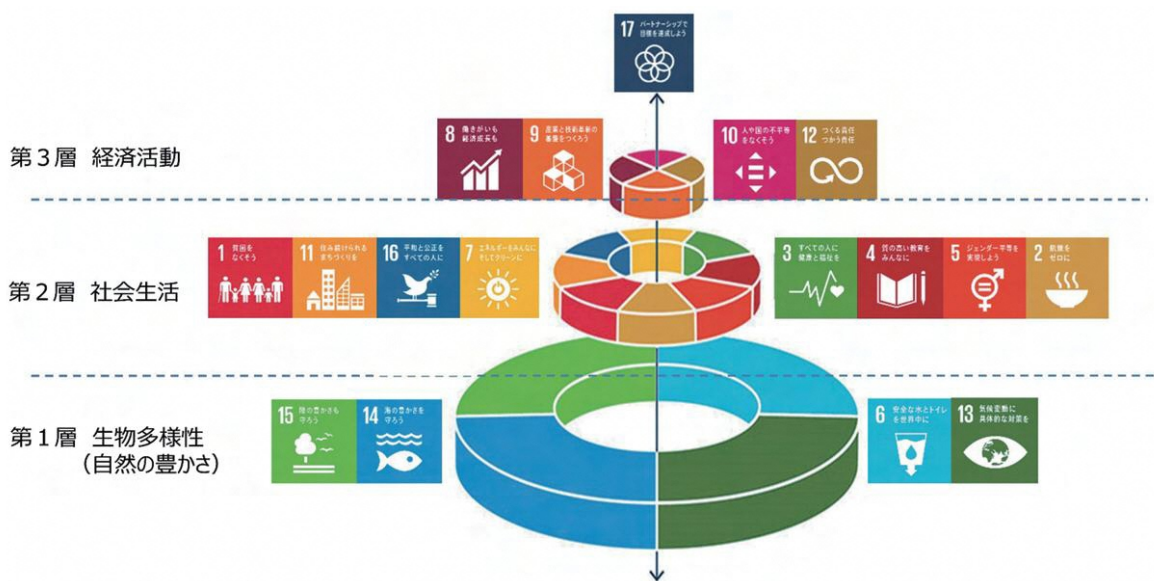 17 パートナーシップで
目標を達成しよう
第3層 経済活動
8 働きがいも
経済成長も
9 産業と技術革新の
基盤をつくろう
10 人や国の不平等
をなくそう
12 つくる責任
つかう責任
第2層 社会生活
1 貧困を
なくそう
11 住み続けられる
まちづくりを
16 平和と公正を
すべての人に
7 エネルギーをみんなに
そしてクリーンに
3 すべての人に
健康と福祉を
4 質の高い教育を
みんなに
5 ジェンダー平等を
実現しよう
2 飢餓を
ゼロに
第1層 生物多様性
(自然の豊かさ)
15 陸の豊かさも
守ろう
14 海の豊かさを
守ろう
6 安全な水とトイレ
を世界中に
13 気候変動に
具体的な対策を